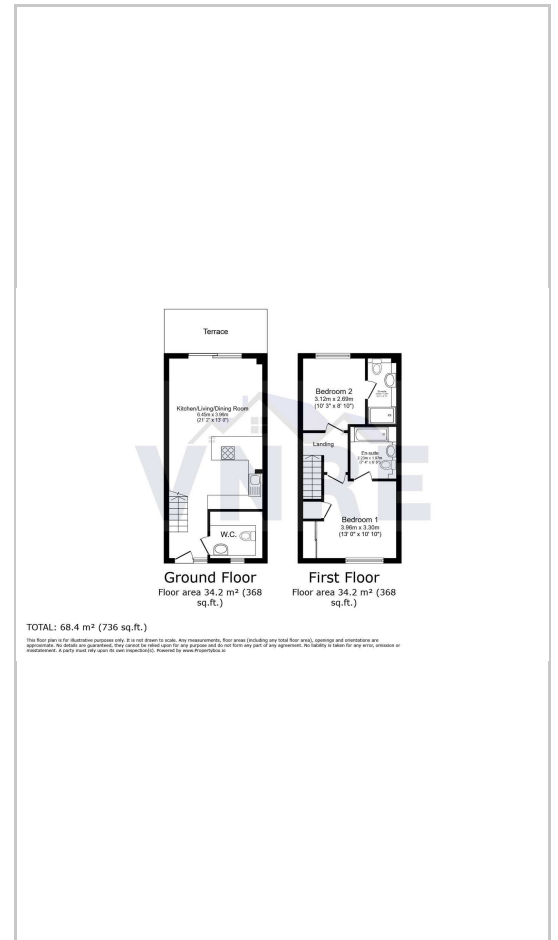 Terrace
Kitchen/Living/Dining Room
6.45m x 3.96m
(21' 2" x 13' 0")
W.C.
Ground Floor
Floor area 34.2 m² (368
sq.ft.)
Bedroom 2
3.12m x 2.69m
(10' 3" x 8' 10")
Landing
En-suite
Bedroom 1
3.96m x 3.30m
(13' 0" x 10' 10")
First Floor
Floor area 34.2 m² (368
sq.ft.)
VNRE
TOTAL: 68.4 m² (736 sq.ft.)
This floor plan is for illustrative purposes only. It is not drawn to scale. Any measurements, floor areas (including any total floor area), openings and orientations are
approximate. No details are guaranteed, they cannot be relied upon for any purpose and do not form any part of any agreement. No liability is taken for any error, omission or
misstatement. A party must rely upon its own inspection(s). Powered by www.Propertybox.io